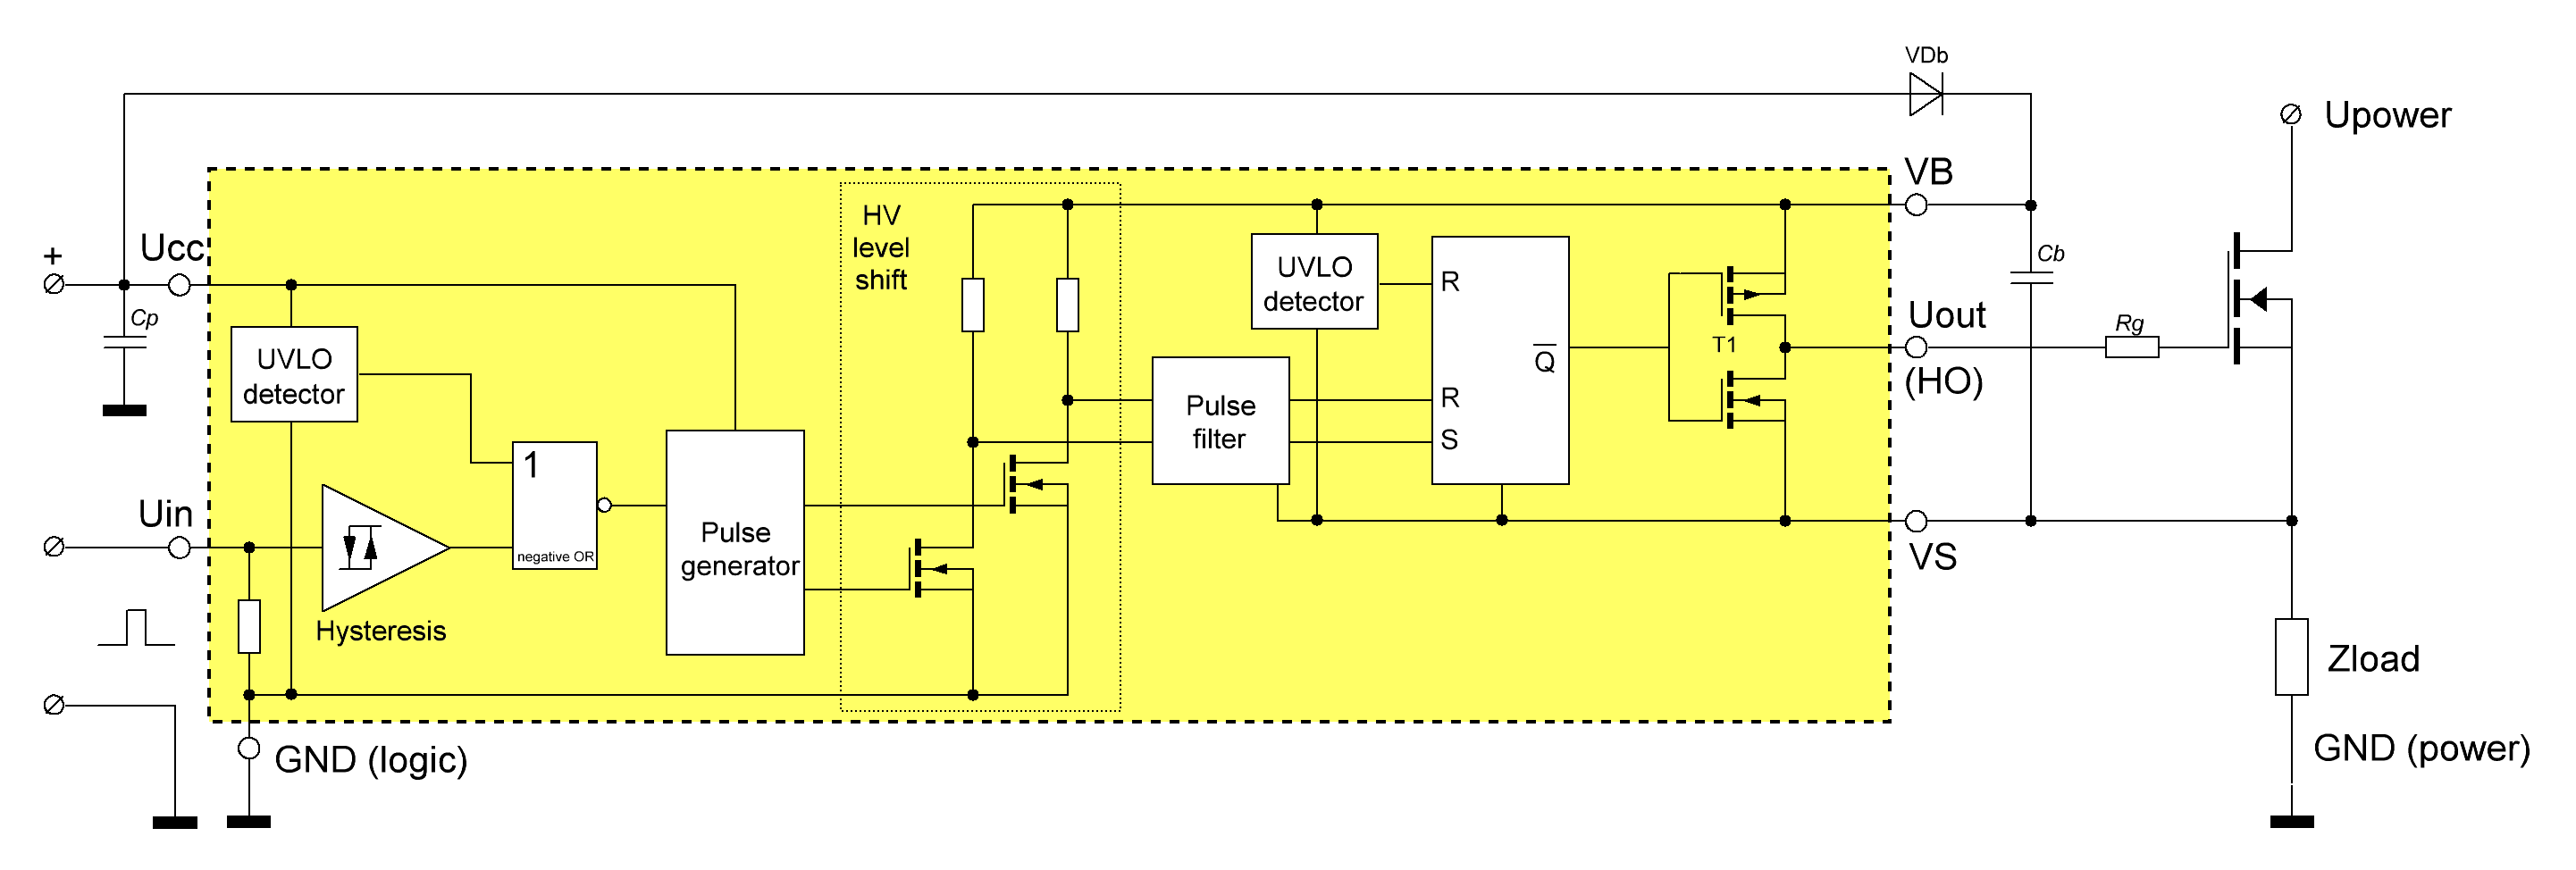 VDb
Upower
VB
HV
level
shift
+
Ucc
Cp
UVLO
detector
UVLO
detector
R
Cb
Uout
(HO)
Rg
T1
Q
R
S
Pulse
filter
1
negative OR
Uin
Pulse
generator
VS
Hysteresis
Zload
GND (logic)
GND (power)